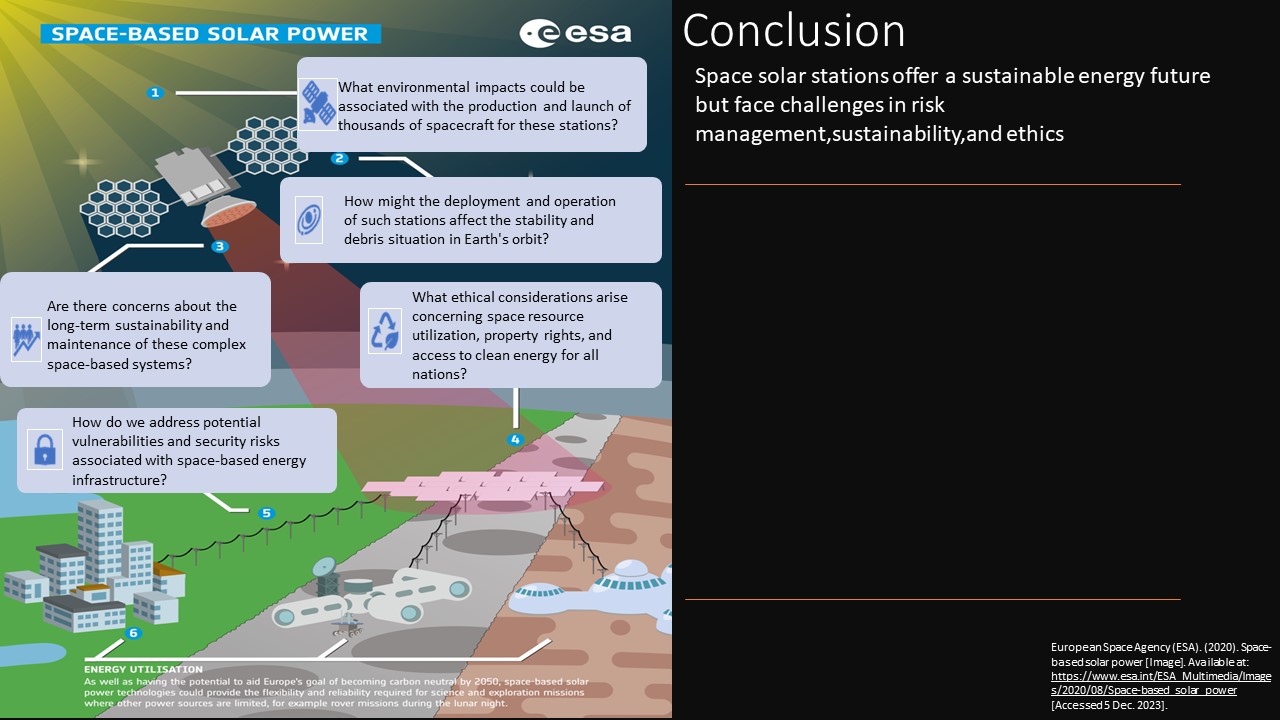 SPACE-BASED SOLAR POWER
esa
1
What environmental impacts could be
associated with the production and launch of
thousands of spacecraft for these stations?
2
How might the deployment and operation
of such stations affect the stability and
debris situation in Earth's orbit?
3
Are there concerns about the
long-term sustainability and
maintenance of these complex
space-based systems?
What ethical considerations arise
concerning space resource
utilization, property rights, and
access to clean energy for all
nations?
4
How do we address potential
vulnerabilities and security risks
associated with space-based energy
infrastructure?
5
6
ENERGY UTILISATION
As well as having the potential to aid Europe's goal of becoming carbon neutral by 2050, space-based solar
power technologies could provide the flexibility and reliability required for science and exploration missions
where other power sources are limited, for example rover missions during the lunar night.
Conclusion
Space solar stations offer a sustainable energy future
but face challenges in risk
management,sustainability,and ethics
European Space Agency (ESA). (2020). Space-
based solar power [Image]. Available at:
https://www.esa.int/ESA_Multimedia/Image
s/2020/08/Space-based_solar_power
[Accessed 5 Dec. 2023].